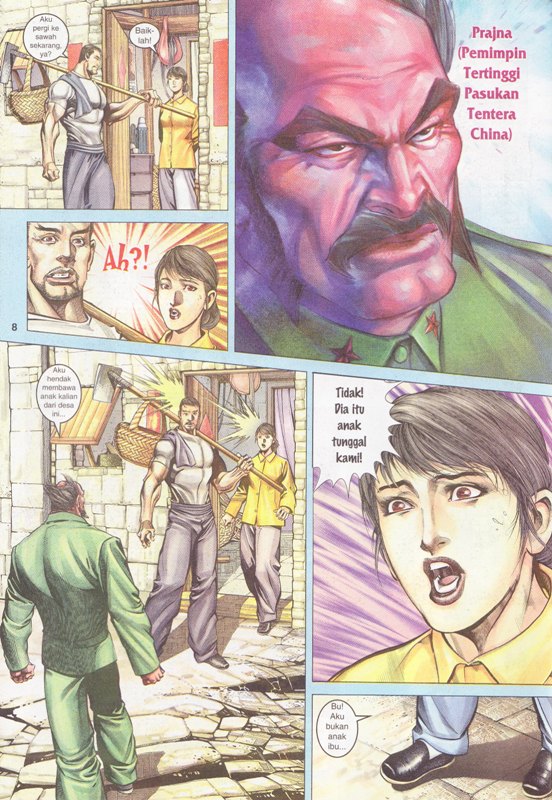 Aku
pergi ke
sawah
sekarang,
ya?
Baik-
lah!
Prajna
(Pemimpin
Tertinggi
Pasukan
Tentera
China)
Ah?!
8
Aku
hendak
membawa
anak kalian
dari desa
ini...
Tidak!
Dia itu
anak
tunggal
kami!
Bu!
Aku
bukan
anak
ibu...